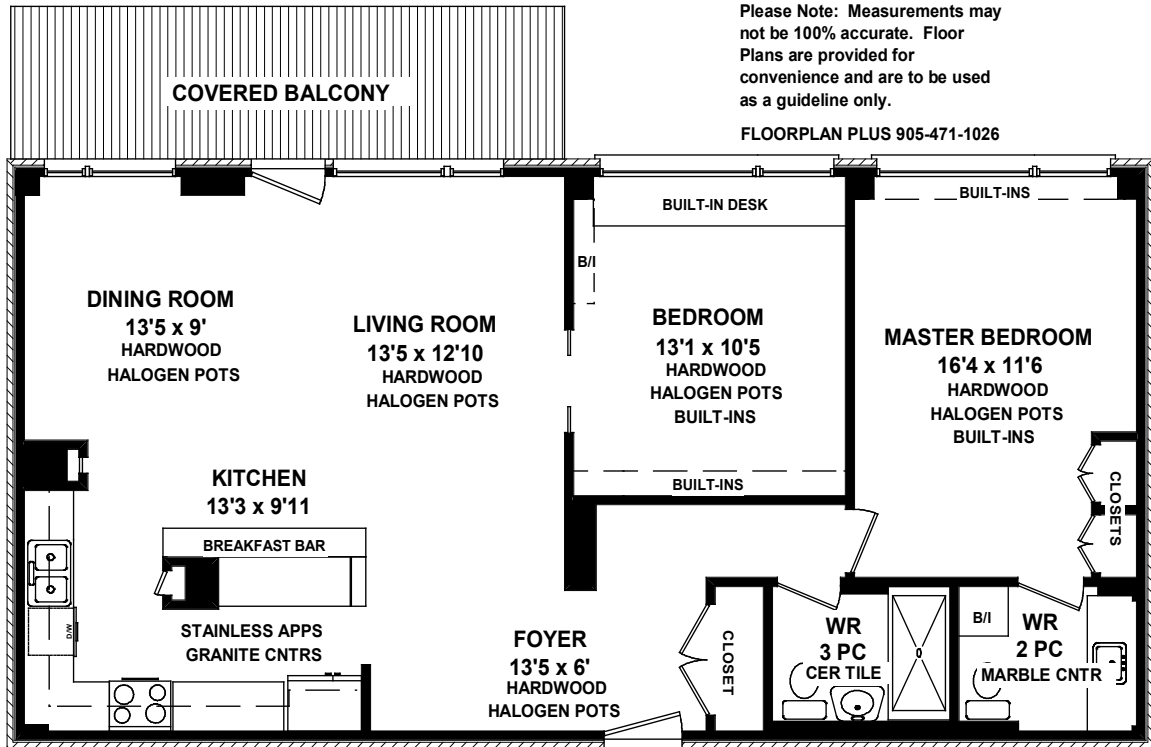 Please Note: Measurements may
not be 100% accurate. Floor
Plans are provided for
convenience and are to be used
as a guideline only.
FLOORPLAN PLUS 905-471-1026
COVERED BALCONY
BUILT-IN DESK
BUILT-INS
B/I
DINING ROOM
13'5 x 9'
HARDWOOD
HALOGEN POTS
LIVING ROOM
13'5 x 12'10
HARDWOOD
HALOGEN POTS
BEDROOM
13'1 x 10'5
HARDWOOD
HALOGEN POTS
BUILT-INS
MASTER BEDROOM
16'4 x 11'6
HARDWOOD
HALOGEN POTS
BUILT-INS
KITCHEN
13'3 x 9'11
BUILT-INS
CLOSETS
BREAKFAST BAR
M/D
STAINLESS APPS
GRANITE CNTRS
FOYER
13'5 x 6'
HARDWOOD
HALOGEN POTS
CLOSET
WR
3 PC
CER TILE
B/I
WR
2 PC
MARBLE CNTR